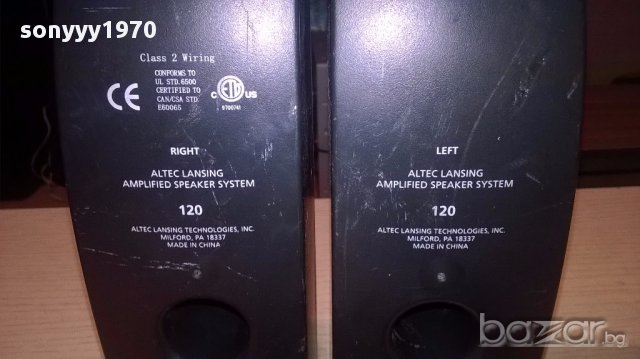 sonyyy1970
Class 2 Wiring
CONFORMS TO
UL STD.6500
CERTIFIED TO
CAN/CSA STD.
E60065
CE
C ETL US
9700741
RIGHT
ALTEC LANSING
AMPLIFIED SPEAKER SYSTEM
120
ALTEC LANSING TECHNOLOGIES, INC.
MILFORD, PA 18337
MADE IN CHINA
LEFT
ALTEC LANSING
AMPLIFIED SPEAKER SYSTEM
120
ALTEC LANSING TECHNOLOGIES, INC.
MILFORD, PA 18337
MADE IN CHINA
bazar.bg